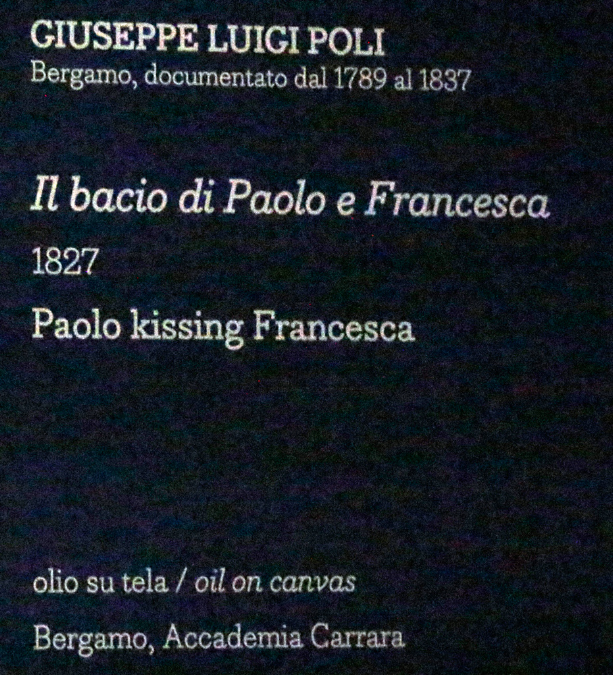 GIUSEPPE LUIGI POLI
Bergamo, documentato dal 1789 al 1837
Il bacio di Paolo e Francesca
1827
Paolo kissing Francesca
olio su tela / oil on canvas
Bergamo, Accademia Carrara